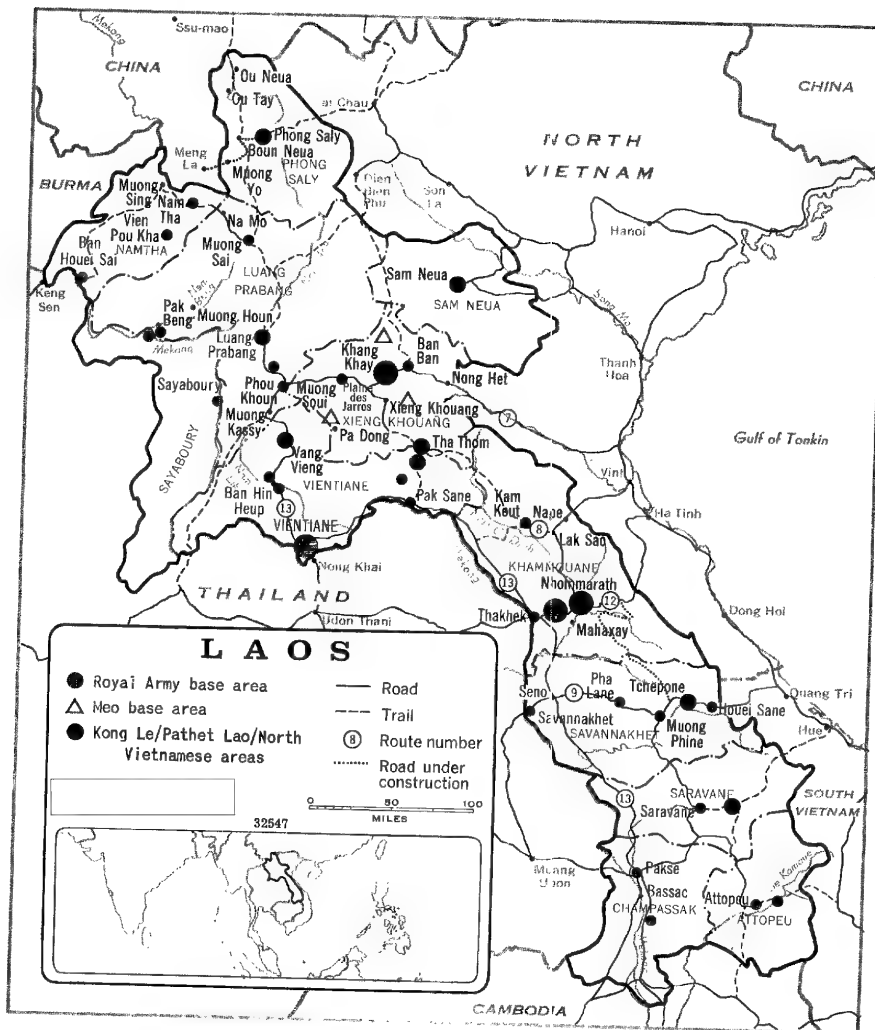 Mekong
Ssu-mao
CHINA
CHINA
Ou Neua
Ou Tay
ai Chau
Phong Saly
Boun Neua
PHONG
SALY
Meng
La
Muong
Yo
NORTH
VIETNAM
BURMA
Muong
Sing
Nam
Tha
Vien
Pou Kha
NAMTHA
Ban
Houei Sai
Keng
Sen
Na Mo
Muong
Sai
LUANG
PRABANG
Dien
Bien
Phu
Son
La
Hanoi
Sam Neua
SAM NEUA
Song Ma
Pak
Beng
Muong Houn
Mekong
Luang
Prabang
Khang
Khay
Ban
Ban
Nong Het
Thanh
Hoa
Sayabour
Phou
Khoun
Muong
Soui
Plaine
des
Jarros
Xieng Khouang
XIENG KHOUANG
7
Muong
Kassy
Pa Dong
Tha Thom
Gulf of Tonkin
SAYABOURY
Vang
Vieng
VIENTIANE
Vinh
Ban Hin
Heup
13
VIENTIANE
Pak Sane
Kam
Keut
Nape
8
Ha Tinh
Lak Sao
Nong Khai
Mekong
13
KHAMMOUANE
Nhommarath
12
THAILAND
Udon Thani
Thakhek
Mahaxay
Dong Hoi
Seno
9
Pha
Lane
Tchepone
Houei Sane
Quang Tri
Savannakhet
SAVANNAKHET
Muong
Phine
Hue
13
SARAVANE
Saravane
SOUTH
VIETNAM
Pakse
Bassac
CHAMPASSAK
Attopeu
ATTOPEU
CAMBODIA
LAOS
Royal Army base area
Meo base area
Kong Le/Pathet Lao/North
Vietnamese areas
Road
Trail
8 Route number
Road under
construction
0 50 100
MILES
32547